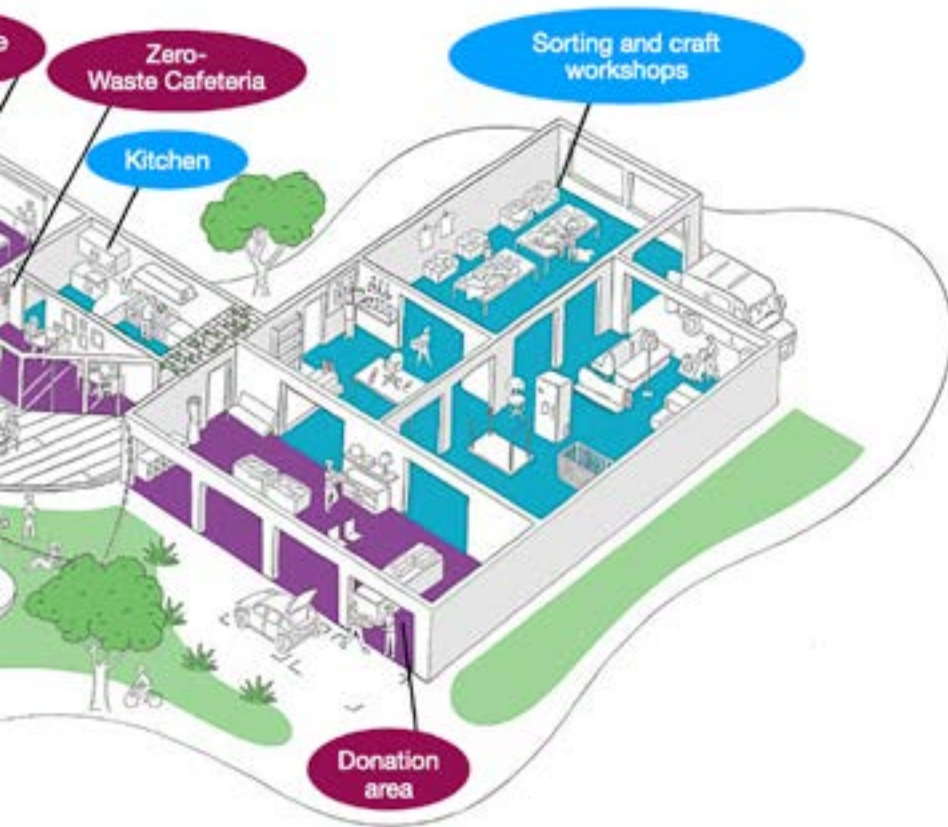 e
Zero-
Waste Cafeteria
Kitchen
Sorting and craft
workshops
Donation
area